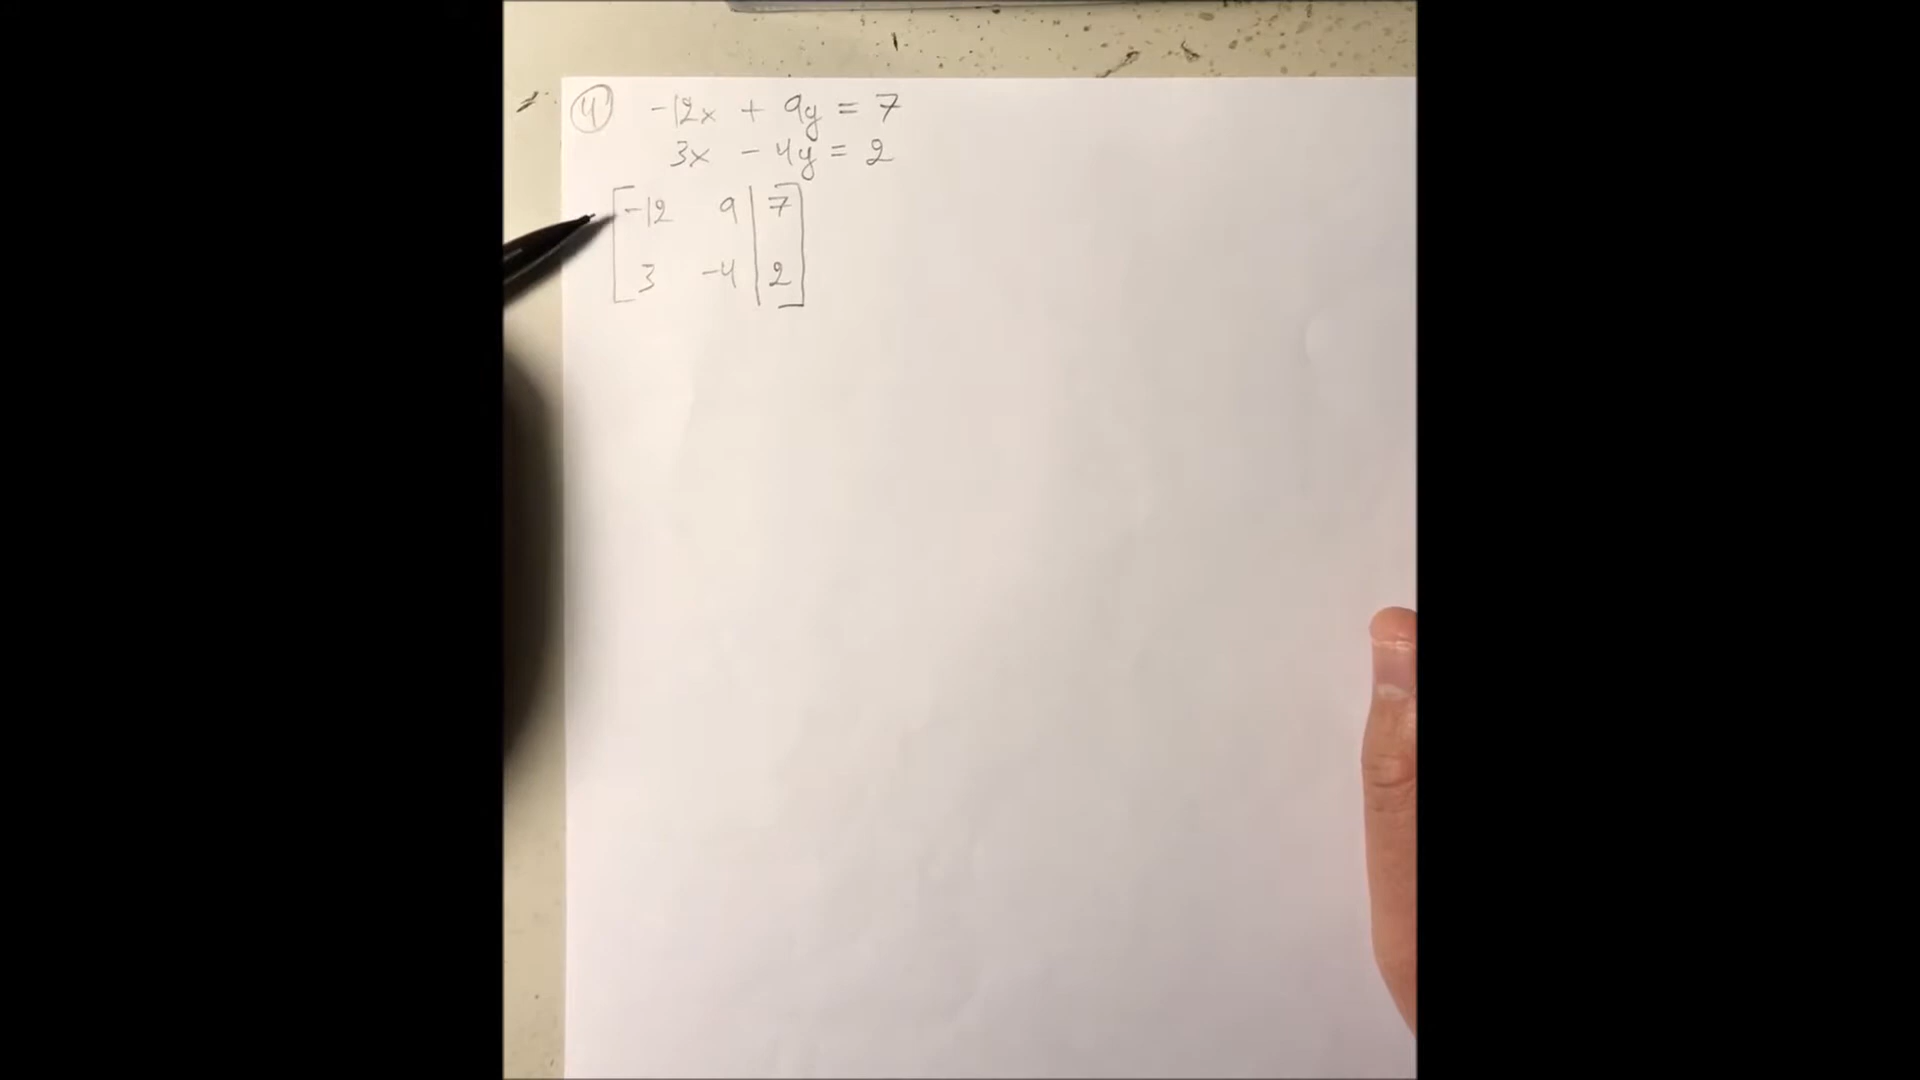 4 -12x + 9y = 7
3x - 4y = 2
-12 9 | 7
3 -4 | 2